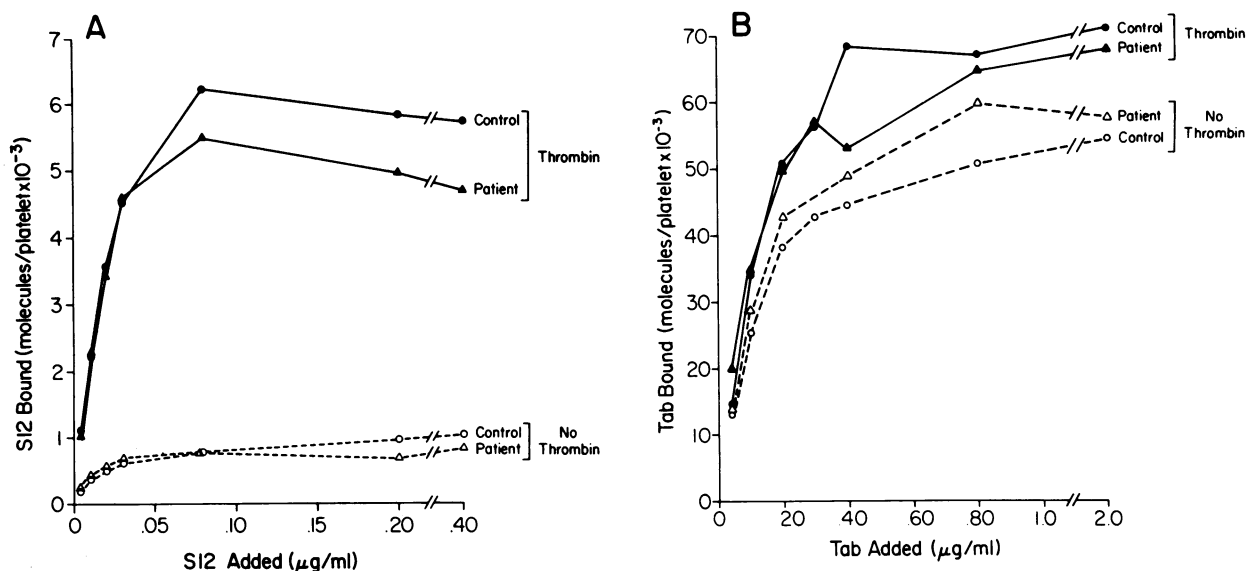 A
S12 Bound (molecules/platelet x10⁻³)
7
6
5
4
3
2
1
0
Control
Patient
Thrombin
Control
Patient
No
Thrombin
0 .05 .10 .15 .20 .40
S12 Added (μg/ml)
B
Tab Bound (molecules/platelet x 10⁻³)
70
60
50
40
30
20
10
0
Control
Patient
Thrombin
Patient
Control
No
Thrombin
0 .20 .40 .60 .80 1.0 2.0
Tab Added (μg/ml)